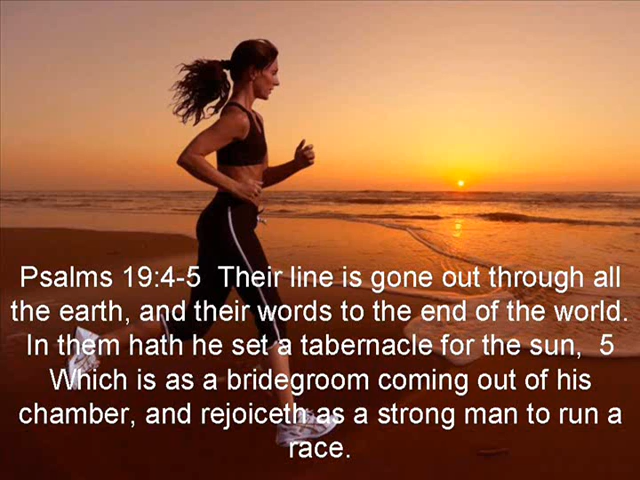 Psalms 19:4-5  Their line is gone out through all
the earth, and their words to the end of the world.
In them hath he set a tabernacle for the sun,  5
Which is as a bridegroom coming out of his
chamber, and rejoiceth as a strong man to run a
race.